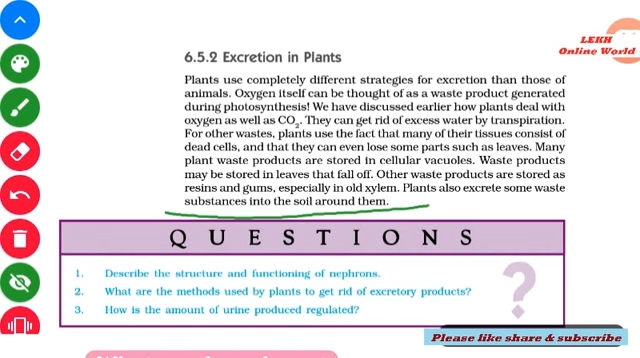 LEKH
Online World
6.5.2 Excretion in Plants
Plants use completely different strategies for excretion than those of
animals. Oxygen itself can be thought of as a waste product generated
during photosynthesis! We have discussed earlier how plants deal with
oxygen as well as CO₂. They can get rid of excess water by transpiration.
For other wastes, plants use the fact that many of their tissues consist of
dead cells, and that they can even lose some parts such as leaves. Many
plant waste products are stored in cellular vacuoles. Waste products
may be stored in leaves that fall off. Other waste products are stored as
resins and gums, especially in old xylem. Plants also excrete some waste
substances into the soil around them.
QUESTIONS
1. Describe the structure and functioning of nephrons.
2. What are the methods used by plants to get rid of excretory products?
3. How is the amount of urine produced regulated?
?
Please like share & subscribe